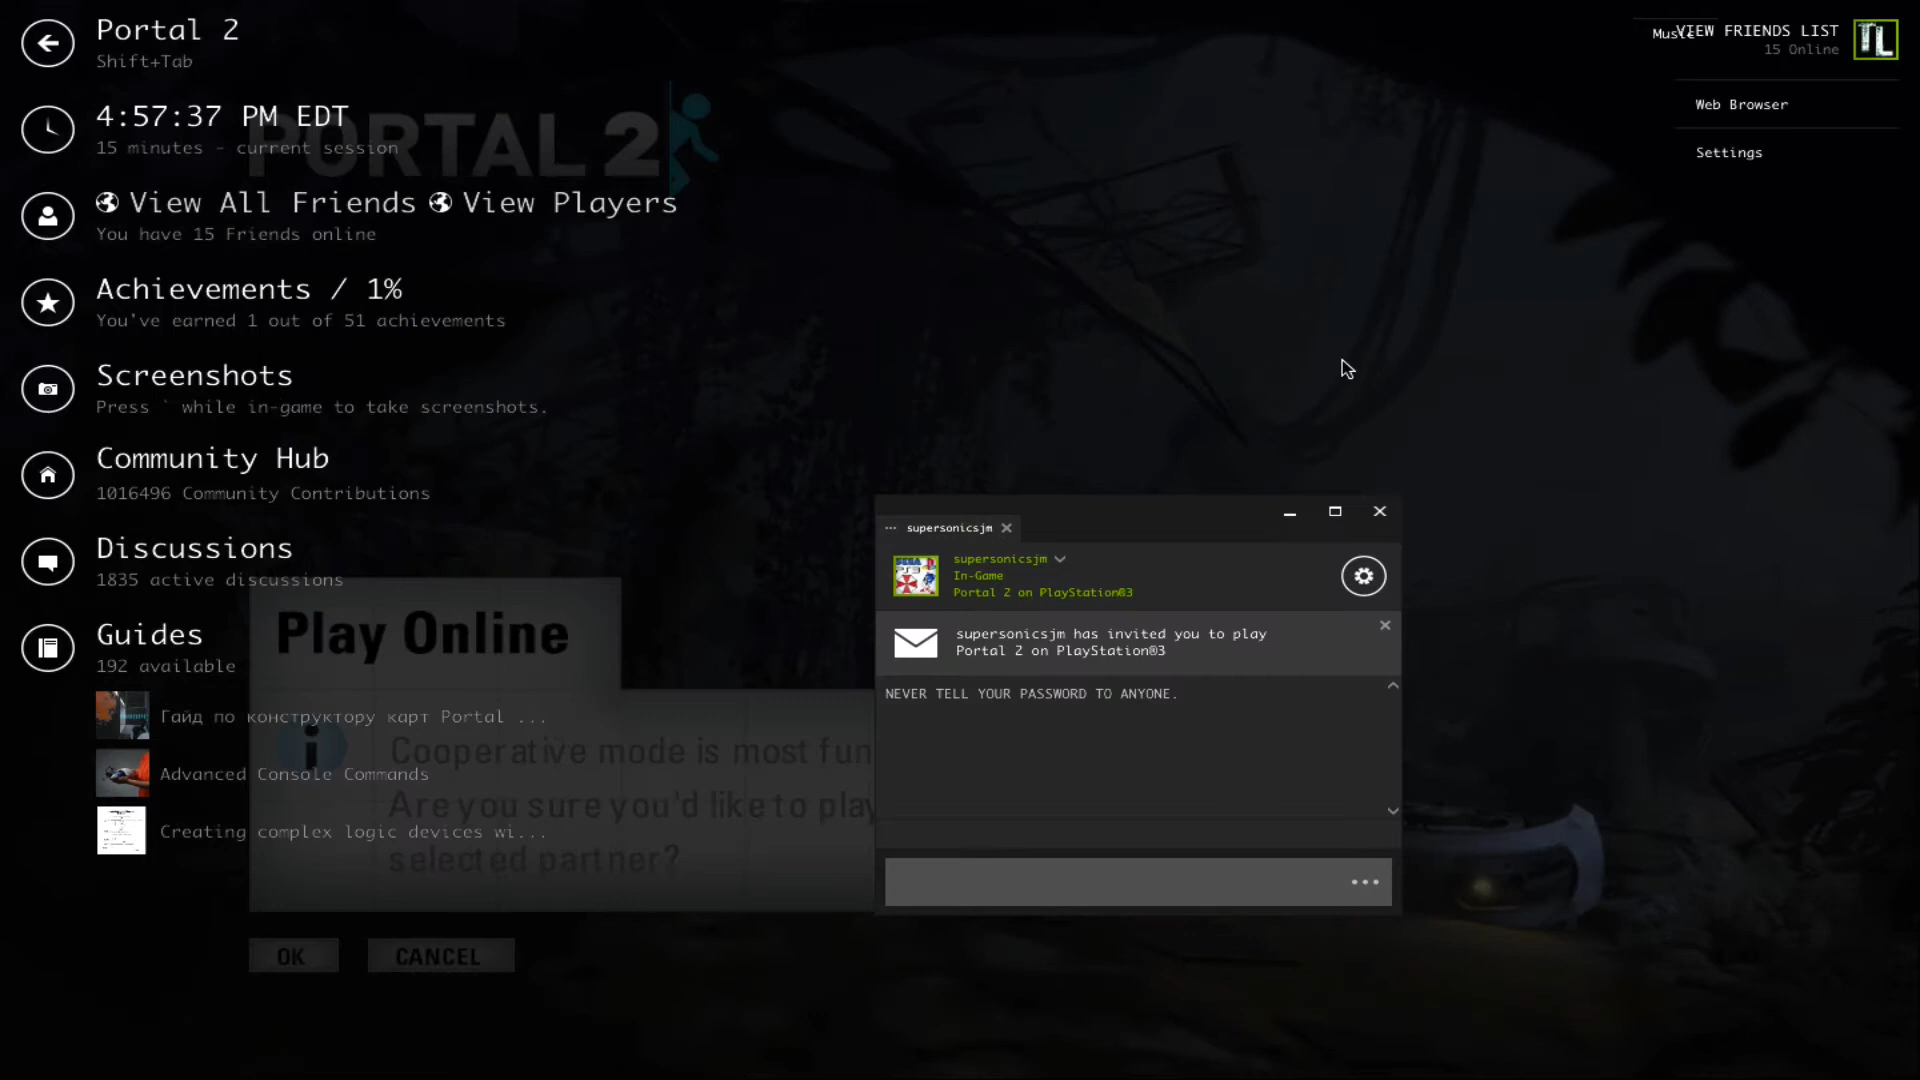 Portal 2
Shift+Tab
4:57:37 PM EDT
15 minutes - current session
PORTAL 2
View All Friends View Players
You have 15 Friends online
Achievements / 1%
You've earned 1 out of 51 achievements
Screenshots
Press ` while in-game to take screenshots.
Community Hub
1016496 Community Contributions
Discussions
1835 active discussions
Guides
192 available
Гайд по конструктору карт Portal ...
Advanced Console Commands
Creating complex logic devices wi...
Play Online
Cooperative mode is most fun
Are you sure you'd like to play
selected partner?
OK
CANCEL
Music
VIEW FRIENDS LIST
15 Online
TL
Web Browser
Settings
supersonicsjm
supersonicsjm
In-Game
Portal 2 on PlayStation®3
supersonicsjm has invited you to play
Portal 2 on PlayStation®3
NEVER TELL YOUR PASSWORD TO ANYONE.